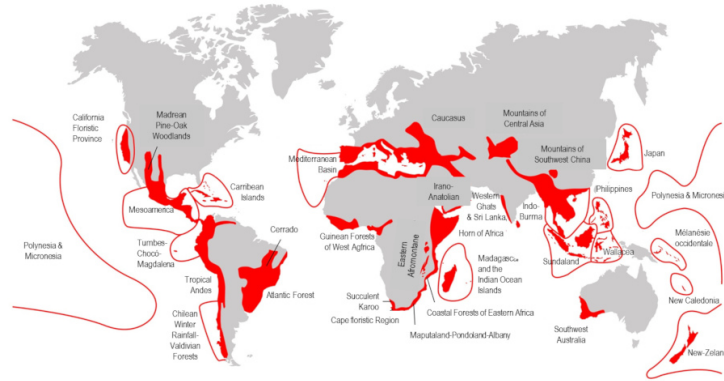 California
Floristic
Province
Madrean
Pine-Oak
Woodlands
Caucasus
Mountains of
Central Asia
Mountains of
Southwest China
Japan
Mediterranean
Basin
Carribean
Islands
Mesoamerica
Irano-
Anatolian
Western
Ghats
& Sri Lanka
Indo-
Burma
Philippines
Polynesia & Micronesi
Polynesia &
Micronesia
Tumbes-
Chocó-
Magdalena
Cerrado
Guinean Forests
of West Agfrica
Horn of Africa
Eastern
Afromontane
Sundaland
Wallacea
Mélanésie
occidentale
Tropical
Andes
Atlantic Forest
Madagasc
and the
Indian Ocean
Islands
New Caledonia
Chilean
Winter
Rainfall-
Valdivian
Forests
Succulent
Karoo
Cape floristic Region
Coastal Forests of Eastern Africa
Maputaland-Pondoland-Albany
Southwest
Australia
New-Zelan